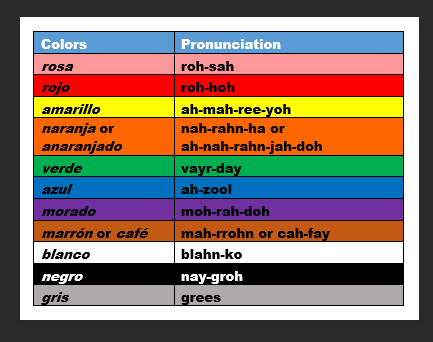 Colors Pronunciation
rosa roh-sah
rojo roh-hoh
amarillo ah-mah-ree-yoh
naranja or nah-rahn-ha or
anaranjado ah-nah-rahn-jah-doh
verde vayr-day
azul ah-zool
morado moh-rah-doh
marrón or café mah-rrohn or cah-fay
blanco blahn-ko
negro nay-groh
gris grees